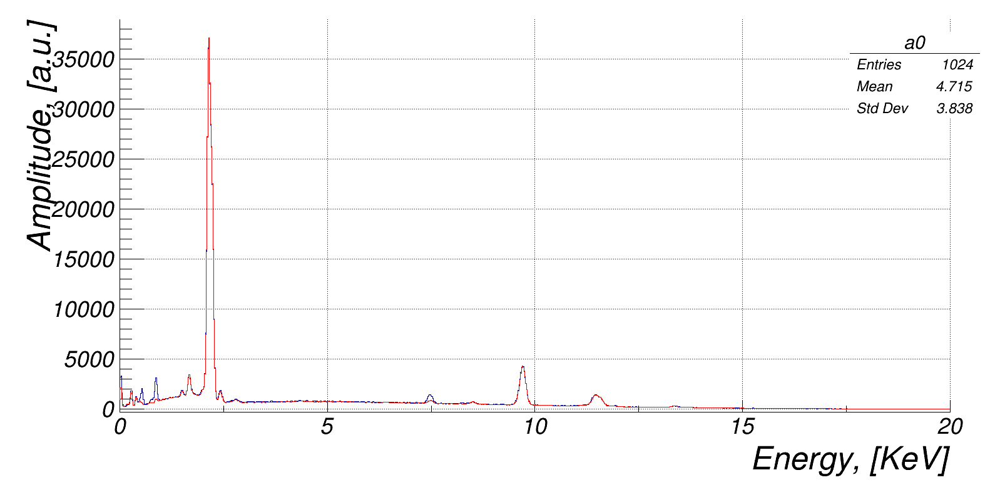 Amplitude, [a.u.]
35000
30000
25000
20000
15000
10000
5000
0
a0
Entries 1024
Mean 4.715
Std Dev 3.838
0 5 10 15 20
Energy, [KeV]